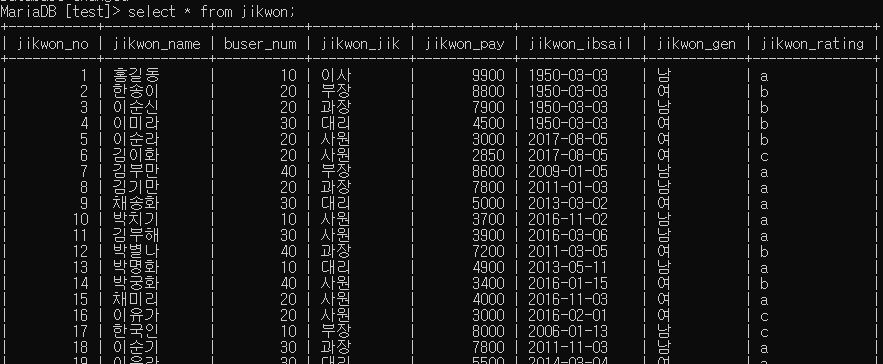 MariaDB [test]> select * from jikwon;
| jikwon_no | jikwon_name | buser_num | jikwon_jik | jikwon_pay | jikwon_ibsail | jikwon_gen | jikwon_rating |
| 1 | 홍길동 | 10 | 이사 | 9900 | 1950-03-03 | 남 | a |
| 2 | 한송이 | 20 | 부장 | 8800 | 1950-03-03 | 여 | b |
| 3 | 이순신 | 20 | 과장 | 7900 | 1950-03-03 | 남 | b |
| 4 | 이미라 | 30 | 대리 | 4500 | 1950-03-03 | 여 | b |
| 5 | 이순라 | 20 | 사원 | 3000 | 2017-08-05 | 여 | b |
| 6 | 김이화 | 20 | 사원 | 2850 | 2017-08-05 | 여 | c |
| 7 | 김부만 | 40 | 부장 | 8600 | 2009-01-05 | 남 | a |
| 8 | 김기만 | 20 | 과장 | 7800 | 2011-01-03 | 남 | a |
| 9 | 채송화 | 30 | 대리 | 5000 | 2013-03-02 | 여 | a |
| 10 | 박치기 | 10 | 사원 | 3700 | 2016-11-02 | 남 | a |
| 11 | 김부해 | 30 | 사원 | 3900 | 2016-03-06 | 남 | a |
| 12 | 박별나 | 40 | 과장 | 7200 | 2011-03-05 | 여 | b |
| 13 | 박명화 | 10 | 대리 | 4900 | 2013-05-11 | 남 | a |
| 14 | 박궁화 | 40 | 사원 | 3400 | 2016-01-15 | 여 | b |
| 15 | 채미리 | 20 | 사원 | 4000 | 2016-11-03 | 여 | a |
| 16 | 이유가 | 20 | 사원 | 3000 | 2016-02-01 | 여 | c |
| 17 | 한국인 | 10 | 부장 | 8000 | 2006-01-13 | 남 | c |
| 18 | 이순기 | 30 | 과장 | 7800 | 2011-11-03 | 남 | a |